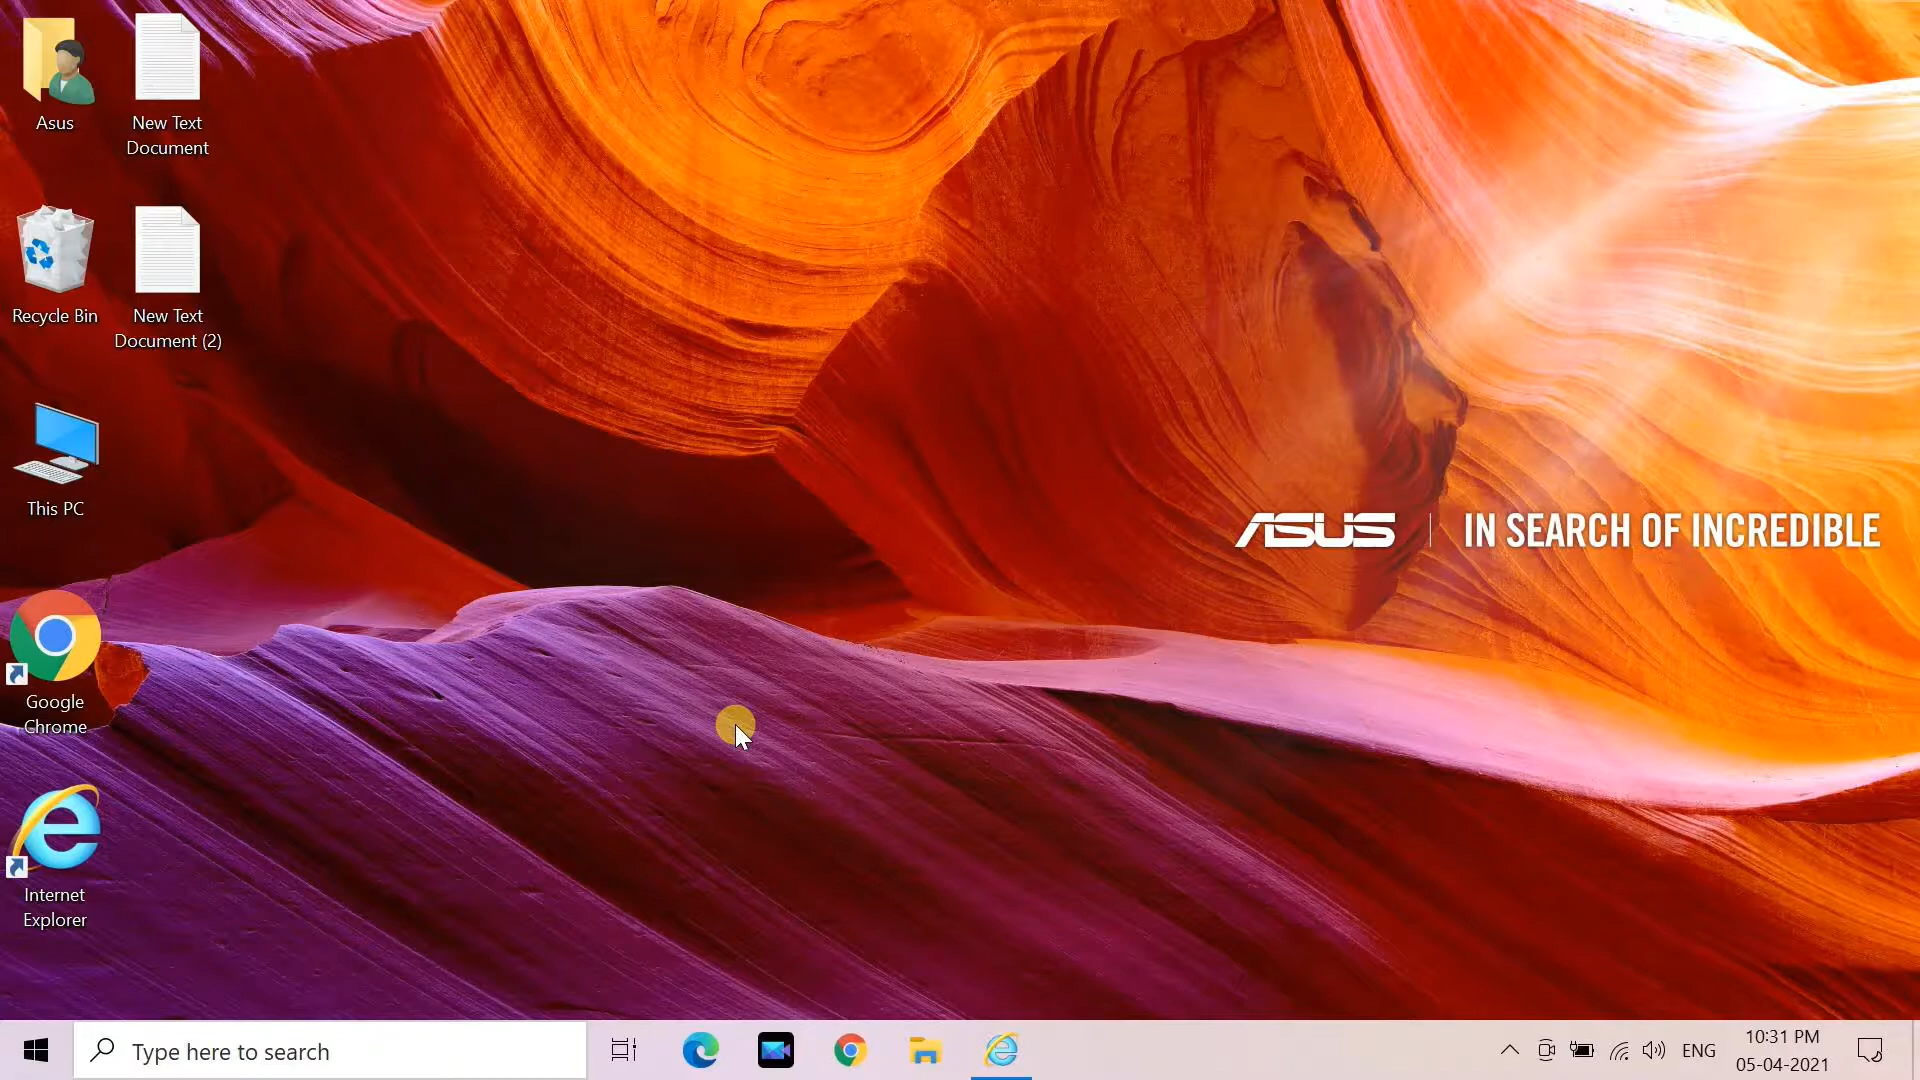 Asus
New Text
Document
Recycle Bin
New Text
Document (2)
This PC
Google
Chrome
Internet
Explorer
ASUS | IN SEARCH OF INCREDIBLE
Type here to search
ENG
10:31 PM
05-04-2021